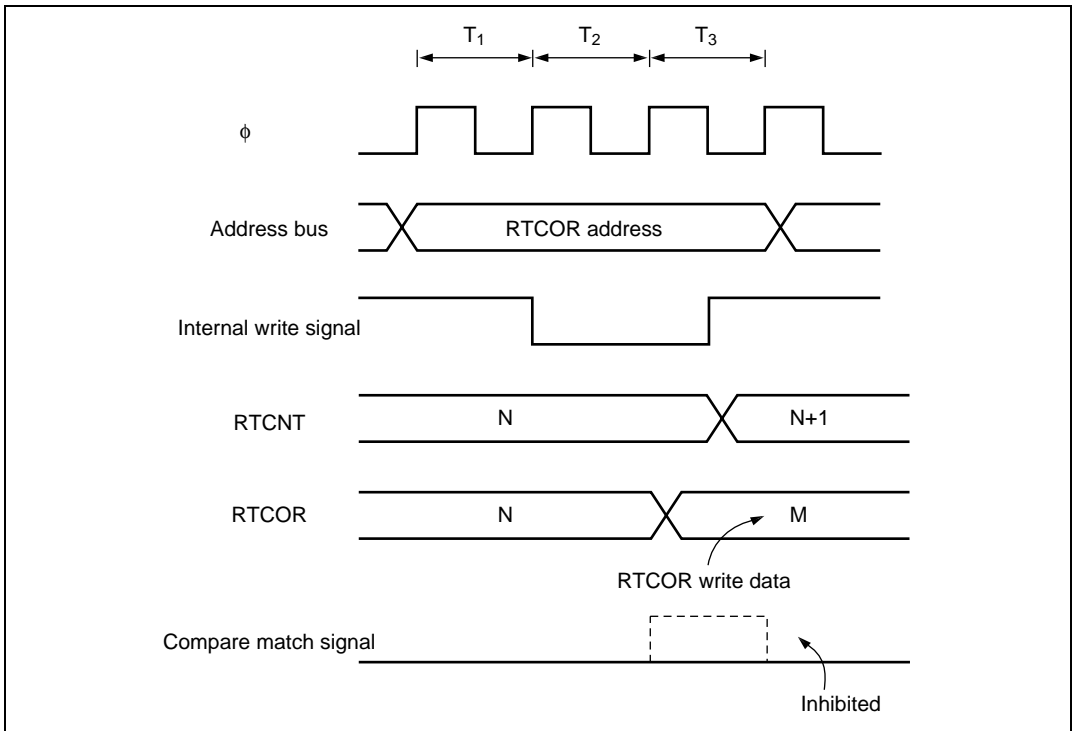 T1 T2 T3
ϕ
Address bus
RTCOR address
Internal write signal
RTCNT
N
N+1
RTCOR
N
M
RTCOR write data
Compare match signal
Inhibited